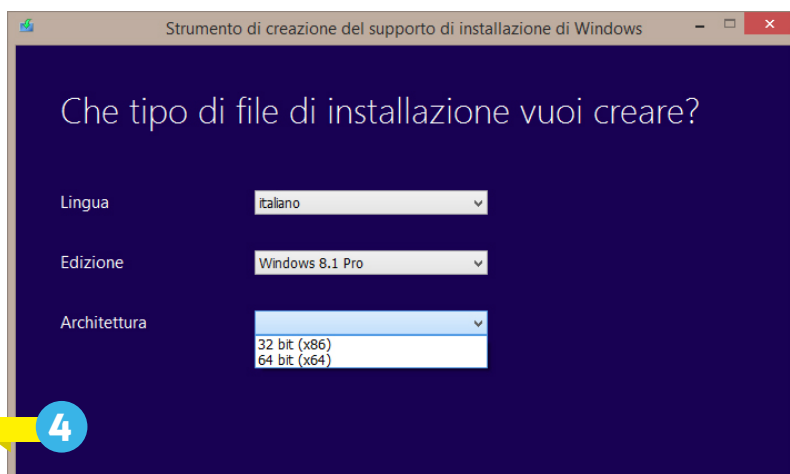 Strumento di creazione del supporto di installazione di Windows
Che tipo di file di installazione vuoi creare?
Lingua italiano
Edizione Windows 8.1 Pro
Architettura
32 bit (x86)
64 bit (x64)
4